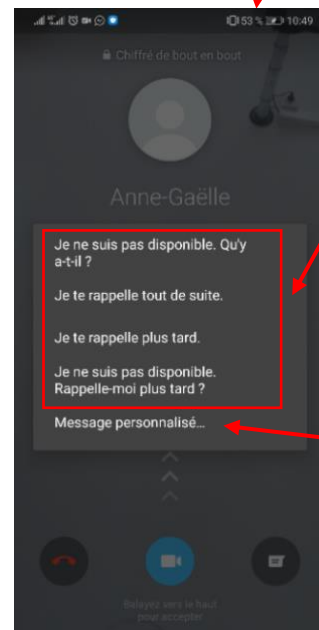 53 % 10:49
Chiffré de bout en bout
Anne-Gaëlle
Je ne suis pas disponible. Qu'y
a-t-il ?
Je te rappelle tout de suite.
Je te rappelle plus tard.
Je ne suis pas disponible.
Rappelle-moi plus tard ?
Message personnalisé...
Balayez vers le haut
pour accepter